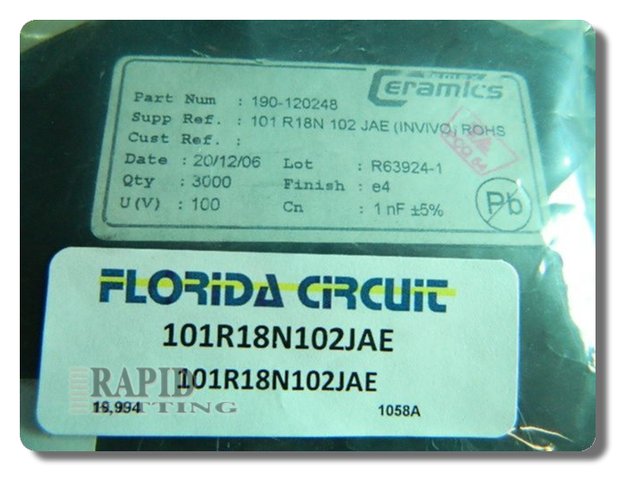 Ceramics
Part Num : 190-120248
Supp Ref. : 101 R18N 102 JAE (INVIVO) ROHS
Cust Ref. :
Date : 20/12/06 Lot : R63924-1
Qty : 3000 Finish : e4
U(V) : 100 Cn : 1 nF ±5%
Pb
FLORIDA CIRCUIT
101R18N102JAE
101R18N102JAE
RAPID
1058A